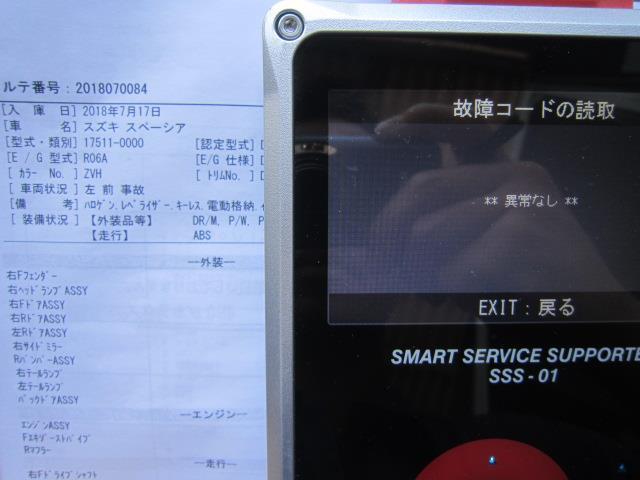 ルテ番号：2018070084
[入 庫 日] 2018年7月17日
[車 名] スズキ スペーシア
[型式・類別] 17511-0000 [認定型式] D
[E / G 型式] R06A [E/G 仕様] D
[ カラー No. ] ZVH [ トリムNo. ] D
[ 車両状況 ] 左 前 事故
[備 考] ﾊﾛｹﾞﾝ.ﾚﾍﾞﾗｲｻﾞｰ.ｷｰﾚｽ.電動格納.
[ 装備状況 ] 【外装品等】 DR/M, P/W, P
【走行】 ABS
―外装―
右Fﾌｪﾝﾀﾞｰ
右ﾍｯﾄﾞﾗﾝﾌﾟASSY
右FﾄﾞｱASSY
右RﾄﾞｱASSY
左RﾄﾞｱASSY
右ｻｲﾄﾞﾐﾗｰ
RﾊﾞﾝﾊﾟｰASSY
右ﾃｰﾙﾗﾝﾌﾟ
左ﾃｰﾙﾗﾝﾌﾟ
ﾊﾞｯｸﾄﾞｱASSY
―エンジン―
ｴﾝｼﾞﾝASSY
Fｴｷｿﾞｰｽﾄﾊﾟｲﾌﾟ
Rﾏﾌﾗｰ
―走行―
右Fﾄﾞﾗｲﾌﾞｼｬﾌﾄ
故障コードの読取
** 異常なし **
EXIT：戻る
SMART SERVICE SUPPORTE
SSS - 01